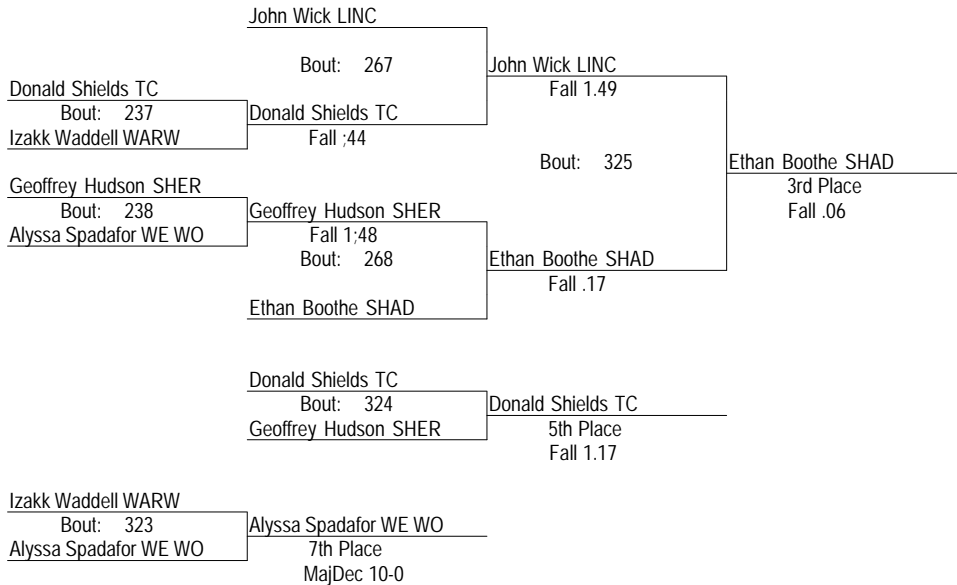 John Wick LINC
Bout: 267
John Wick LINC
Fall 1.49
Donald Shields TC
Bout: 237
Izakk Waddell WARW
Donald Shields TC
Fall ;44
Bout: 325
Ethan Boothe SHAD
3rd Place
Fall .06
Geoffrey Hudson SHER
Bout: 238
Alyssa Spadafor WE WO
Geoffrey Hudson SHER
Fall 1;48
Bout: 268
Ethan Boothe SHAD
Fall .17
Ethan Boothe SHAD
Donald Shields TC
Bout: 324
Geoffrey Hudson SHER
Donald Shields TC
5th Place
Fall 1.17
Izakk Waddell WARW
Bout: 323
Alyssa Spadafor WE WO
Alyssa Spadafor WE WO
7th Place
MajDec 10-0